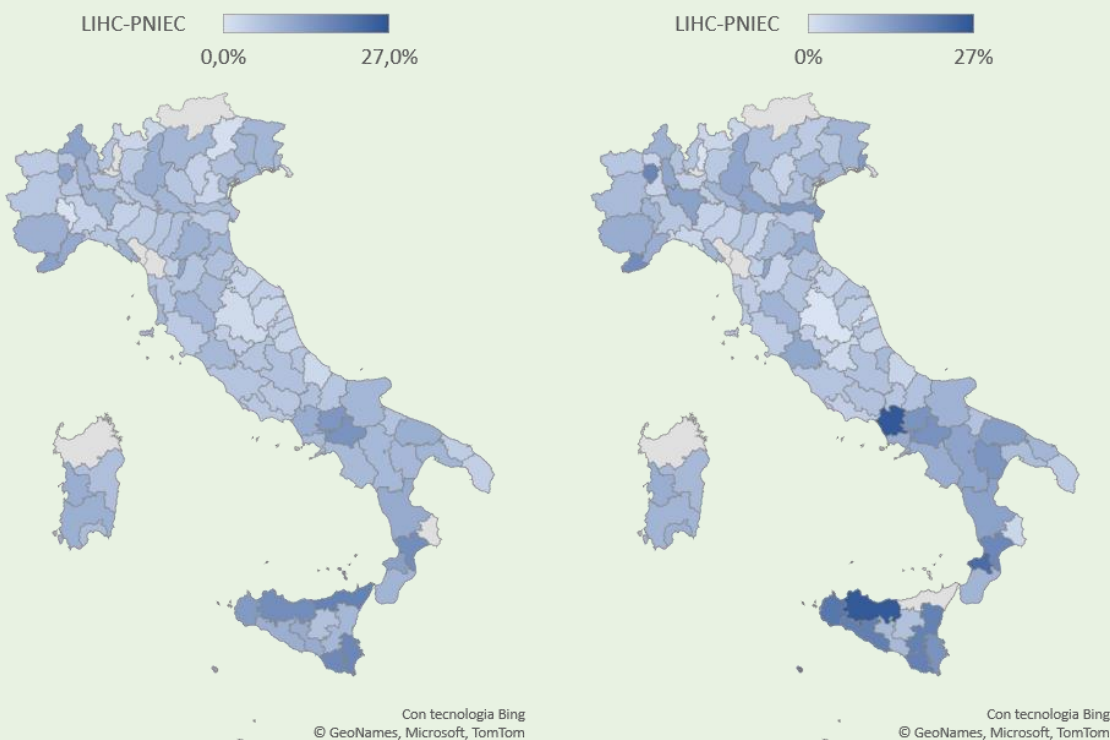 LIHC-PNIEC
0,0% 27,0%
LIHC-PNIEC
0% 27%
Con tecnologia Bing
© GeoNames, Microsoft, TomTom
Con tecnologia Bing
© GeoNames, Microsoft, TomTom